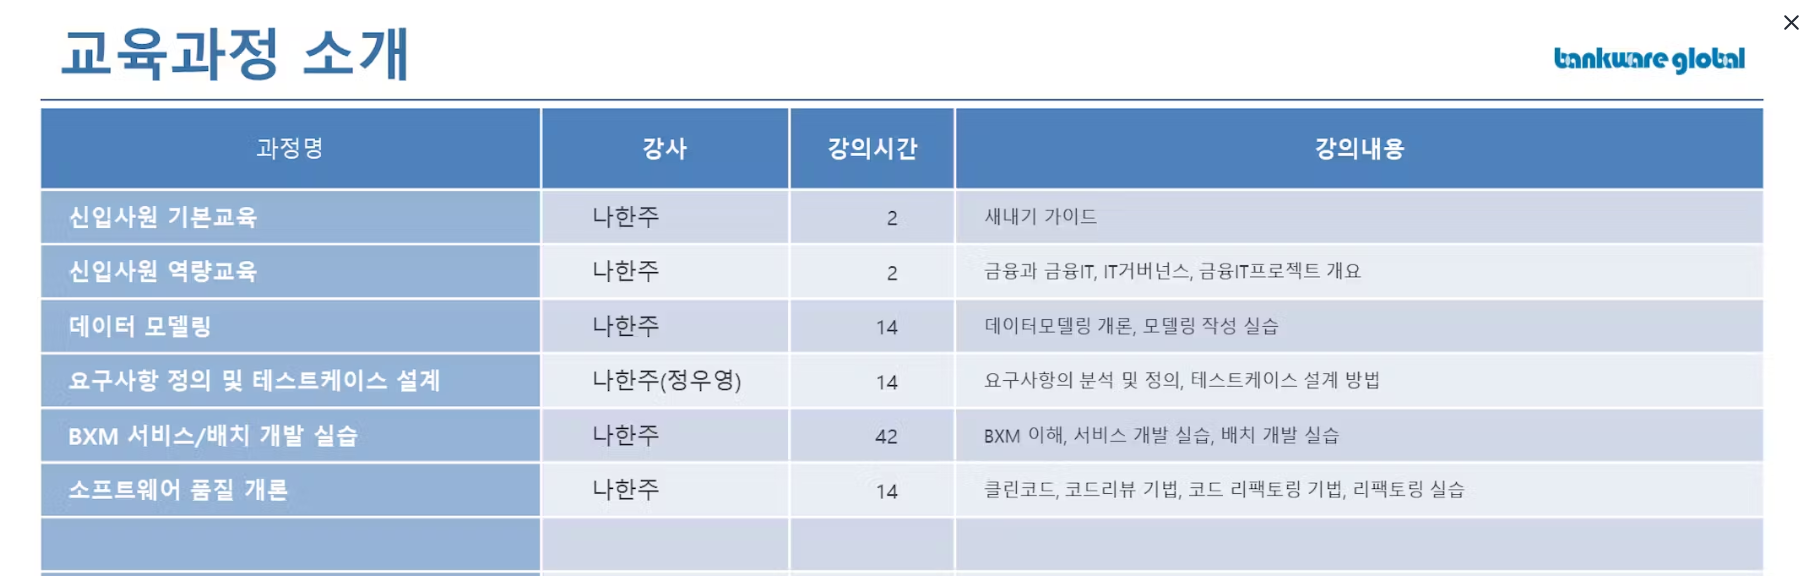 교육과정 소개
bankware global
과정명 강사 강의시간 강의내용
신입사원 기본교육 나한주 2 새내기 가이드
신입사원 역량교육 나한주 2 금융과 금융IT, IT거버넌스, 금융IT프로젝트 개요
데이터 모델링 나한주 14 데이터모델링 개론, 모델링 작성 실습
요구사항 정의 및 테스트케이스 설계 나한주(정우영) 14 요구사항의 분석 및 정의, 테스트케이스 설계 방법
BXM 서비스/배치 개발 실습 나한주 42 BXM 이해, 서비스 개발 실습, 배치 개발 실습
소프트웨어 품질 개론 나한주 14 클린코드, 코드리뷰 기법, 코드 리팩토링 기법, 리팩토링 실습